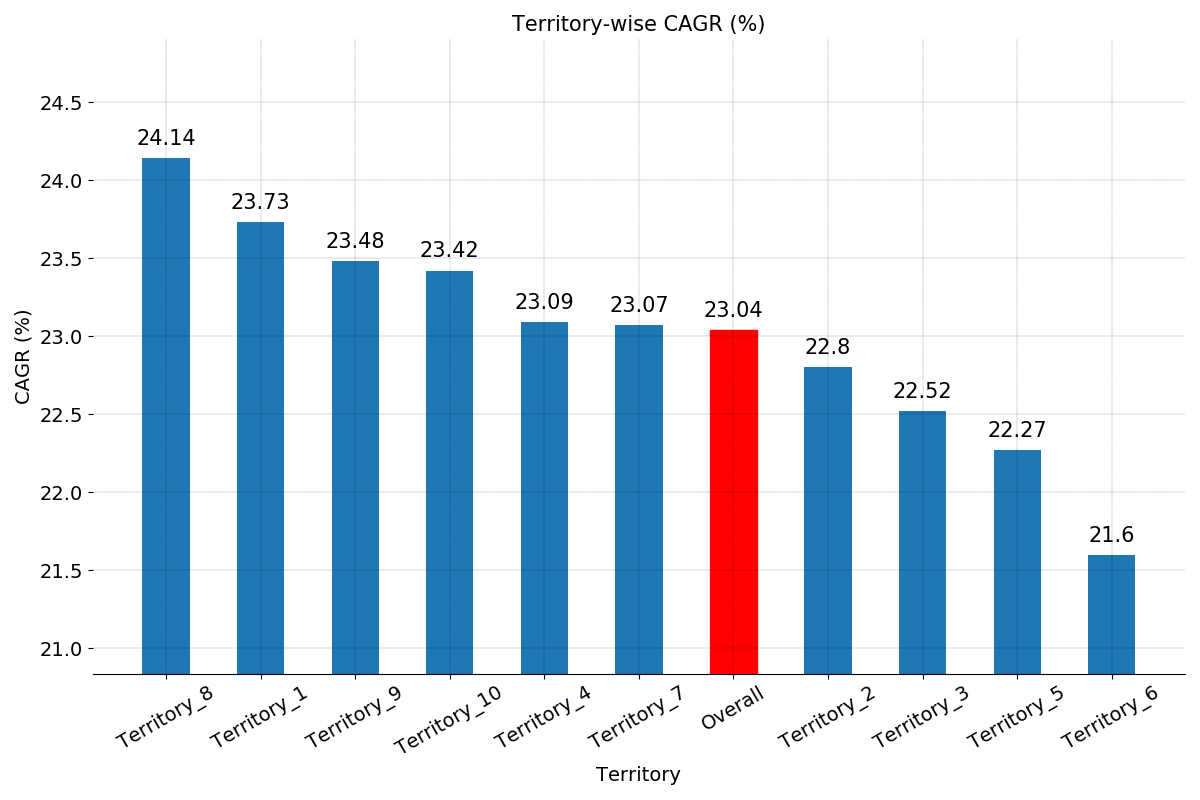 Territory-wise CAGR (%)
24.5
24.0
23.5
23.0
22.5
22.0
21.5
21.0
CAGR (%)
24.14
23.73
23.48
23.42
23.09
23.07
23.04
22.8
22.52
22.27
21.6
Territory_8
Territory_1
Territory_9
Territory_10
Territory_4
Territory_7
Overall
Territory_2
Territory_3
Territory_5
Territory_6
Territory